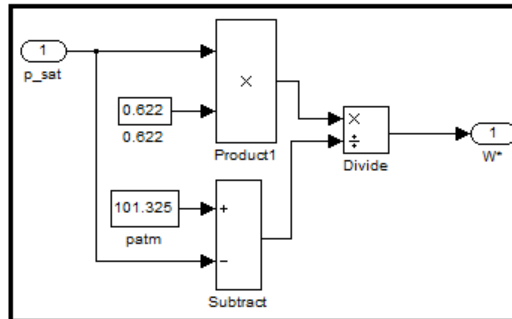 1
p_sat
0.622
0.622
×
Product1
×
÷
Divide
1
W*
101.325
patm
+
−
Subtract